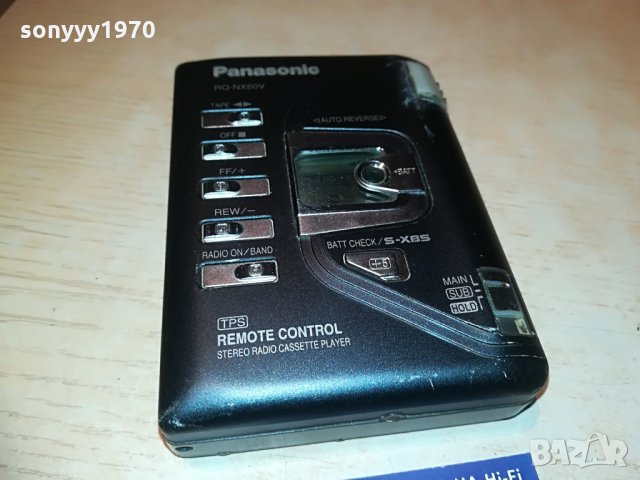 sonyyy1970
Panasonic
RQ-NX60V
TAPE ◁▷
◁AUTO REVERSE▷
OFF ■
◁BATT
FF/+
REW/−
BATT CHECK / S-XBS
RADIO ON/BAND
MAIN
SUB
HOLD
TPS
REMOTE CONTROL
STEREO RADIO CASSETTE PLAYER
BAZAR
Hi-Fi